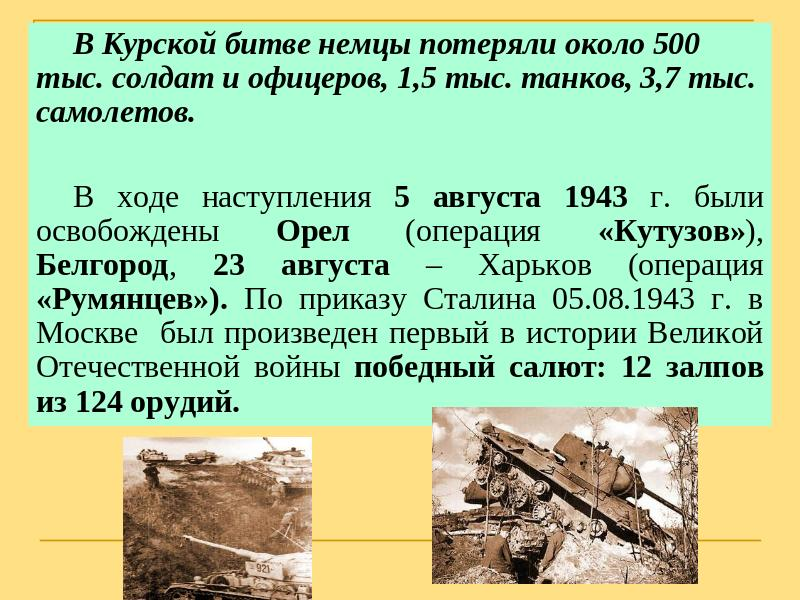 В Курской битве немцы потеряли около 500
тыс. солдат и офицеров, 1,5 тыс. танков, 3,7 тыс.
самолетов.
В ходе наступления 5 августа 1943 г. были
освобождены Орел (операция «Кутузов»),
Белгород, 23 августа – Харьков (операция
«Румянцев»). По приказу Сталина 05.08.1943 г. в
Москве был произведен первый в истории Великой
Отечественной войны победный салют: 12 залпов
из 124 орудий.
921